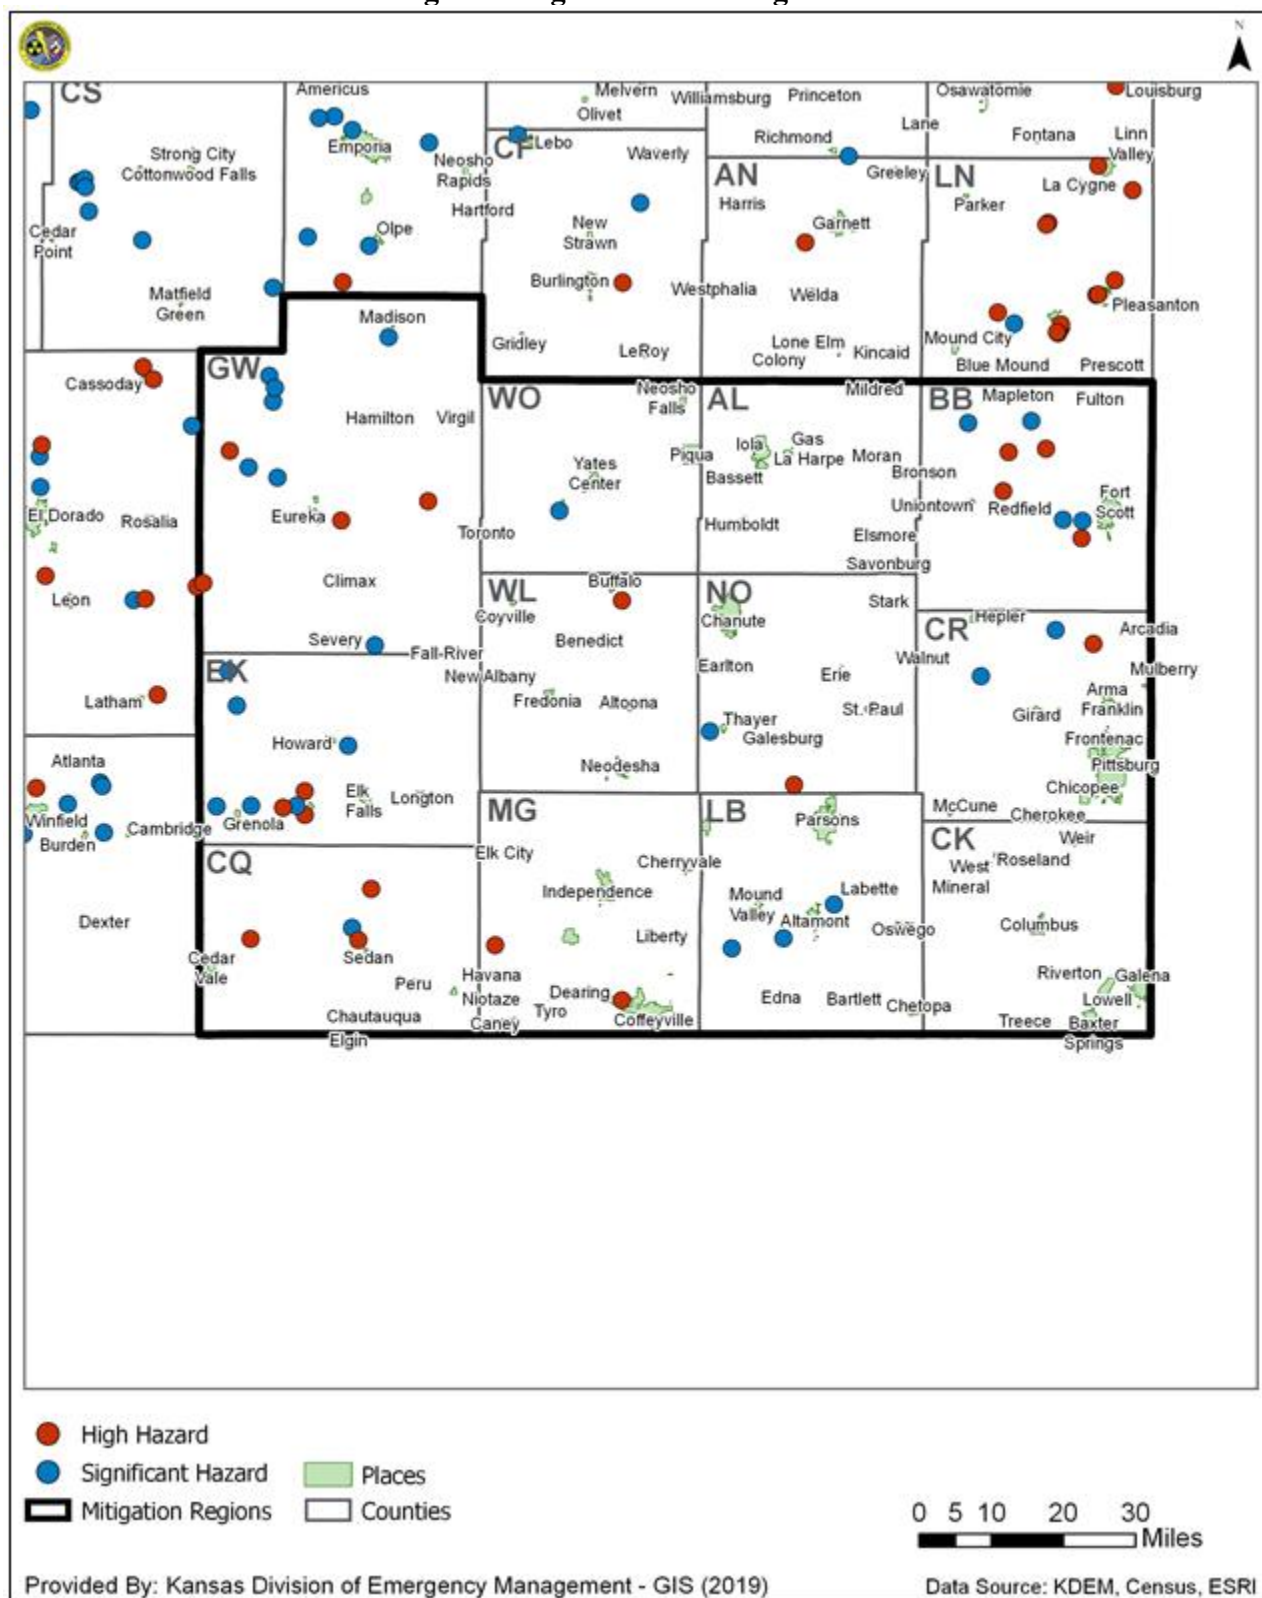 N
CS
Americus
Melvern
Williamsburg
Princeton
Osawatomie
Louisburg
Olivet
Lane
Emporia
CF
Lebo
Richmond
Fontana
Linn
Valley
Strong City
Cottonwood Falls
Neosho
Rapids
Waverly
AN
Greeley
LN
La Cygne
Harris
Parker
Hartford
Garnett
Cedar
Point
Olpe
New
Strawn
Matfield
Green
Burlington
Westphalia
Welda
Pleasanton
Madison
Gridley
LeRoy
Lone Elm
Colony
Kincaid
Mound City
Blue Mound
Prescott
Cassoday
GW
WO
Neosho
Falls
AL
Mildred
BB
Mapleton
Fulton
Hamilton
Virgil
Iola
Gas
La Harpe
Moran
Piqua
Bassett
Bronson
Yates
Center
El Dorado
Rosalia
Eureka
Uniontown
Redfield
Fort
Scott
Toronto
Humboldt
Elsmore
Savonburg
Leon
Climax
WL
Buffalo
NO
Stark
Coyville
Chanute
Hepler
CR
Arcadia
Severy
Fall-River
Benedict
EK
New Albany
Earlton
Erie
Walnut
Mulberry
Latham
Fredonia
Altoona
St. Paul
Arma
Franklin
Girard
Howard
Thayer
Galesburg
Frontenac
Pittsburg
Atlanta
Neodesha
Chicopee
Elk
Falls
Longton
MG
LB
McCune
Cherokee
Winfield
Burden
Cambridge
Grenola
Parsons
CK
Weir
CQ
Elk City
Cherryvale
West
Mineral
Roseland
Independence
Mound
Valley
Labette
Altamont
Dexter
Liberty
Oswego
Columbus
Cedar
Vale
Sedan
Peru
Havana
Riverton
Galena
Niotaze
Dearing
Edna
Bartlett
Chetopa
Lowell
Chautauqua
Caney
Tyro
Coffeyville
Treece
Baxter
Springs
Elgin
High Hazard
Significant Hazard
Places
Mitigation Regions
Counties
0 5 10 20 30
Miles
Provided By: Kansas Division of Emergency Management - GIS (2019)
Data Source: KDEM, Census, ESRI